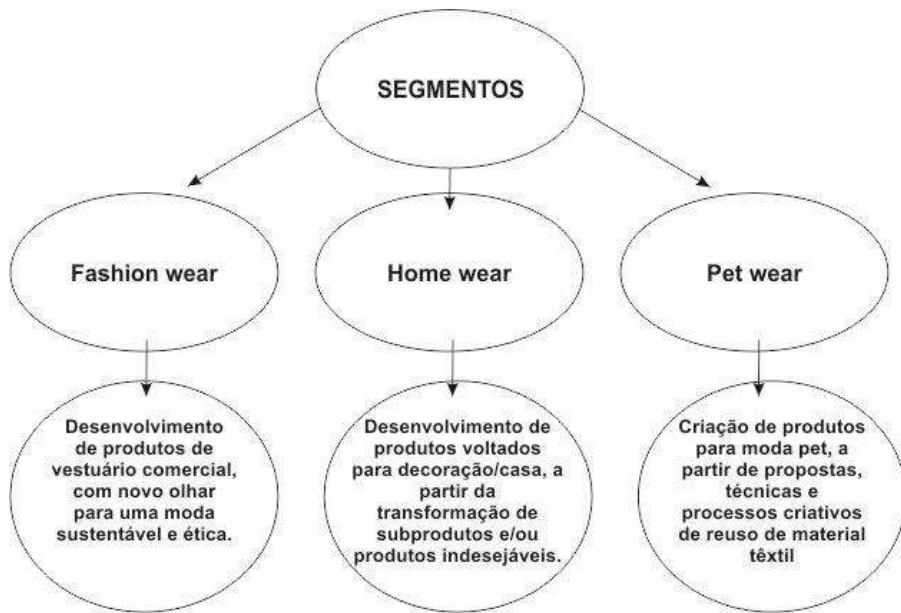 SEGMENTOS
Fashion wear
Home wear
Pet wear
Desenvolvimento
de produtos de
vestuário comercial,
com novo olhar
para uma moda
sustentável e ética.
Desenvolvimento de
produtos voltados
para decoração/casa, a
partir da
transformação de
subprodutos e/ou
produtos indesejáveis.
Criação de produtos
para moda pet, a
partir de propostas,
técnicas e
processos criativos
de reuso de material
têxtil